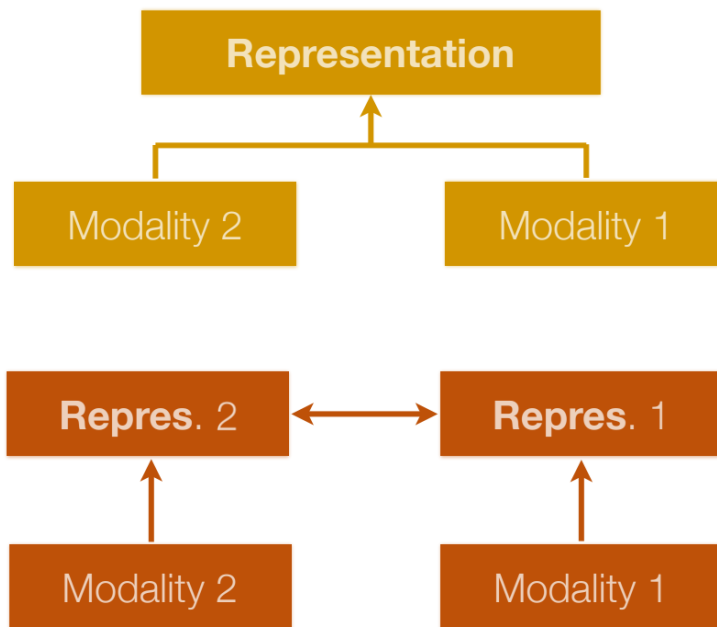 Representation
Modality 2
Modality 1
Repres. 2
Repres. 1
Modality 2
Modality 1